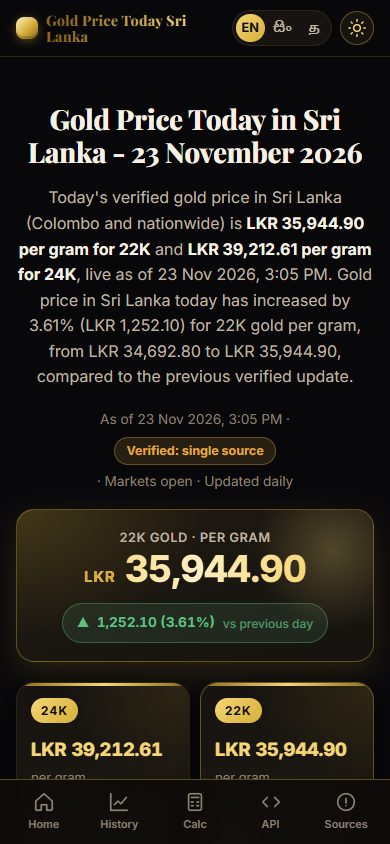 Gold Price Today Sri
Lanka
EN සිං த
Gold Price Today in Sri
Lanka - 23 November 2026
Today's verified gold price in Sri Lanka
(Colombo and nationwide) is LKR 35,944.90
per gram for 22K and LKR 39,212.61 per gram
for 24K, live as of 23 Nov 2026, 3:05 PM. Gold
price in Sri Lanka today has increased by
3.61% (LKR 1,252.10) for 22K gold per gram,
from LKR 34,692.80 to LKR 35,944.90,
compared to the previous verified update.
As of 23 Nov 2026, 3:05 PM ·
Verified: single source
· Markets open · Updated daily
22K GOLD · PER GRAM
LKR 35,944.90
▲ 1,252.10 (3.61%) vs previous day
24K 22K
LKR 39,212.61 LKR 35,944.90
per gram per gram
Home History Calc API Sources